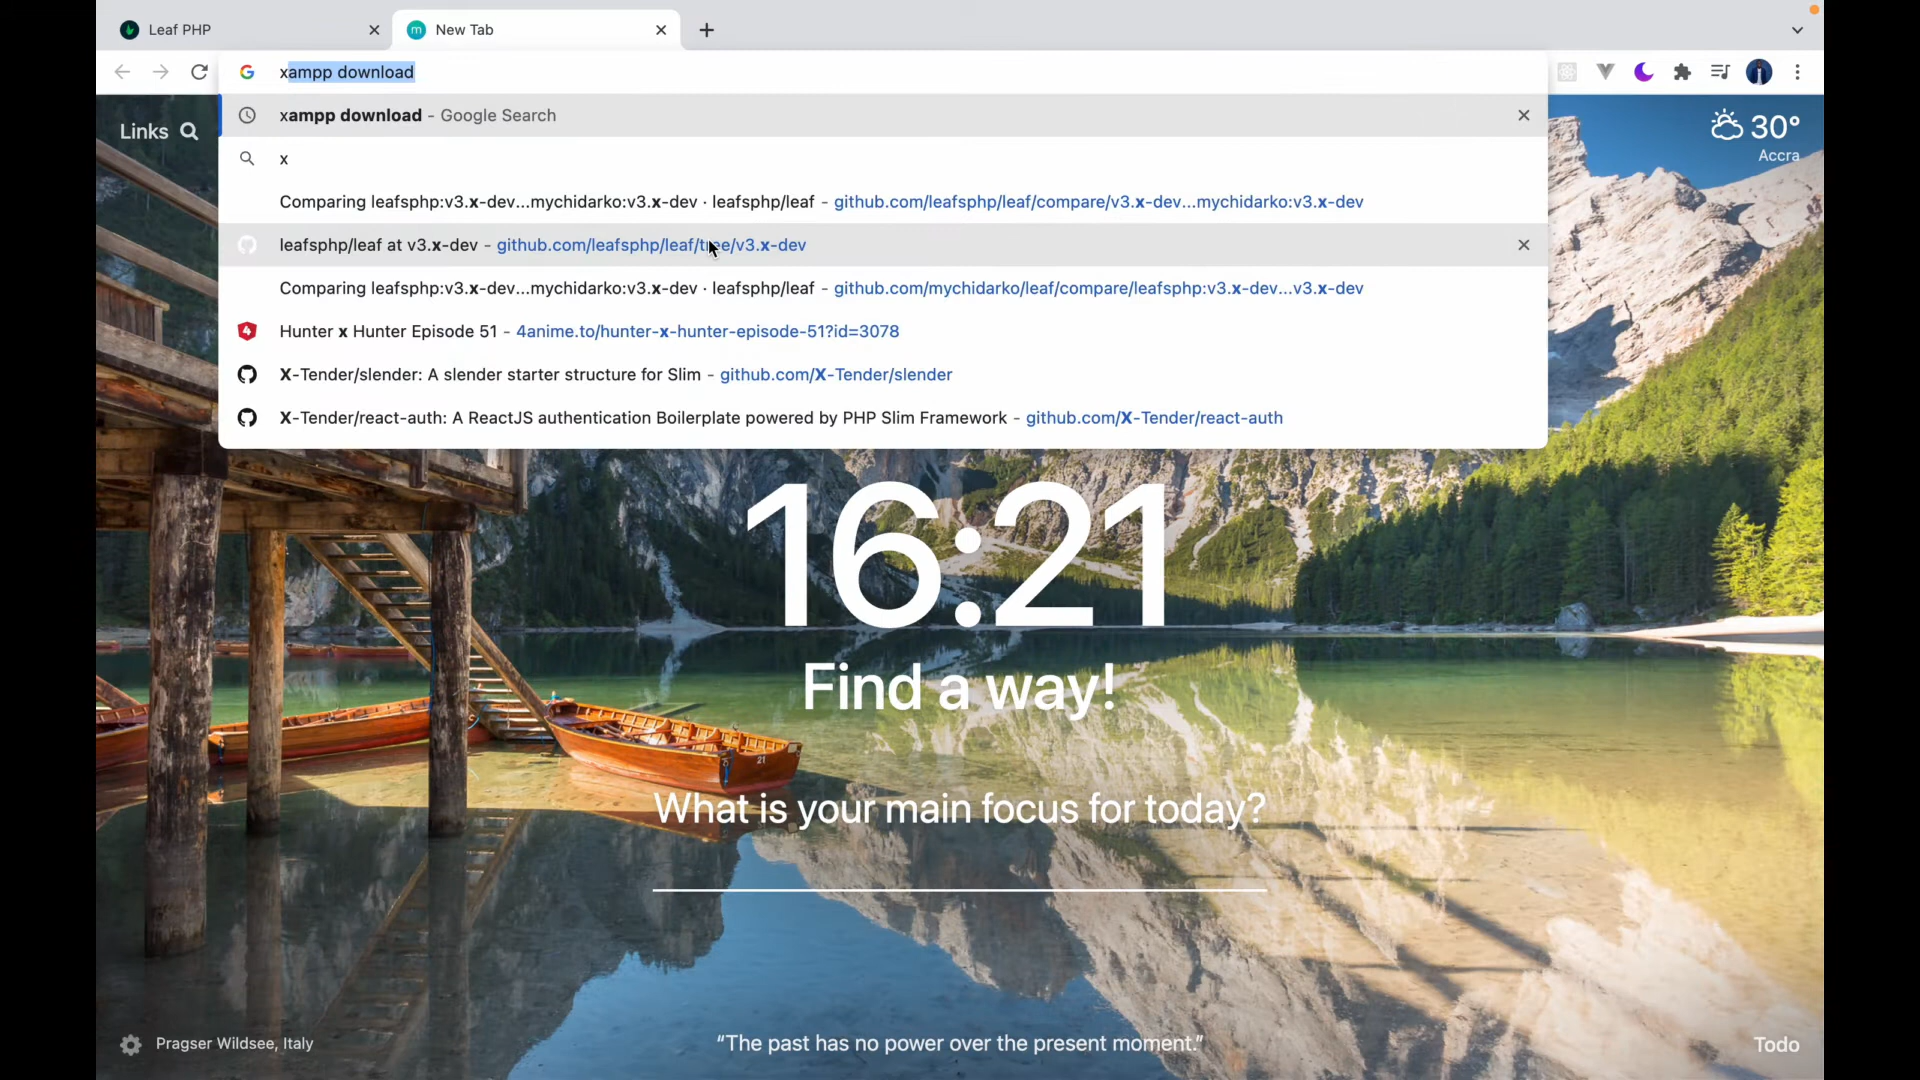 Leaf PHP
New Tab
xampp download
xampp download - Google Search
x
Comparing leafsphp:v3.x-dev...mychidarko:v3.x-dev · leafsphp/leaf - github.com/leafsphp/leaf/compare/v3.x-dev...mychidarko:v3.x-dev
leafsphp/leaf at v3.x-dev - github.com/leafsphp/leaf/tree/v3.x-dev
Comparing leafsphp:v3.x-dev...mychidarko:v3.x-dev · leafsphp/leaf - github.com/mychidarko/leaf/compare/leafsphp:v3.x-dev...v3.x-dev
Hunter x Hunter Episode 51 - 4anime.to/hunter-x-hunter-episode-51?id=3078
X-Tender/slender: A slender starter structure for Slim - github.com/X-Tender/slender
X-Tender/react-auth: A ReactJS authentication Boilerplate powered by PHP Slim Framework - github.com/X-Tender/react-auth
Links
30°
Accra
16:21
Find a way!
21
What is your main focus for today?
Pragser Wildsee, Italy
“The past has no power over the present moment.”
Todo